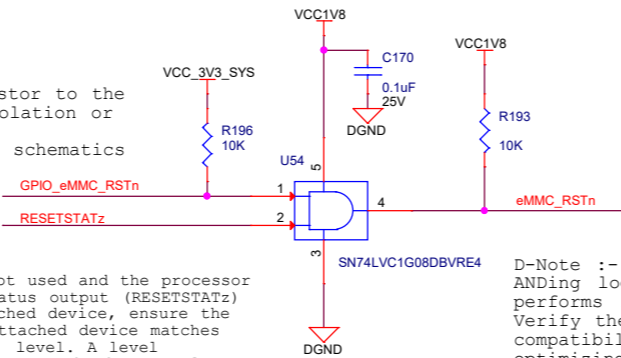 VCC1V8
C170
VCC1V8
VCC_3V3_SYS
stor to the
0.1uF
25V
olation or
R196
10K
DGND
R193
10K
schematics
U54
5
GPIO_eMMC_RSTn
1
4
eMMC_RSTn
RESETSTATz
2
3
SN74LVC1G08DBVRE4
ot used and the processor
atus output (RESETSTATz)
ched device, ensure the
ttached device matches
level. A level
DGND
D-Note :-
ANDing lo
performs
Verify the
compatibil